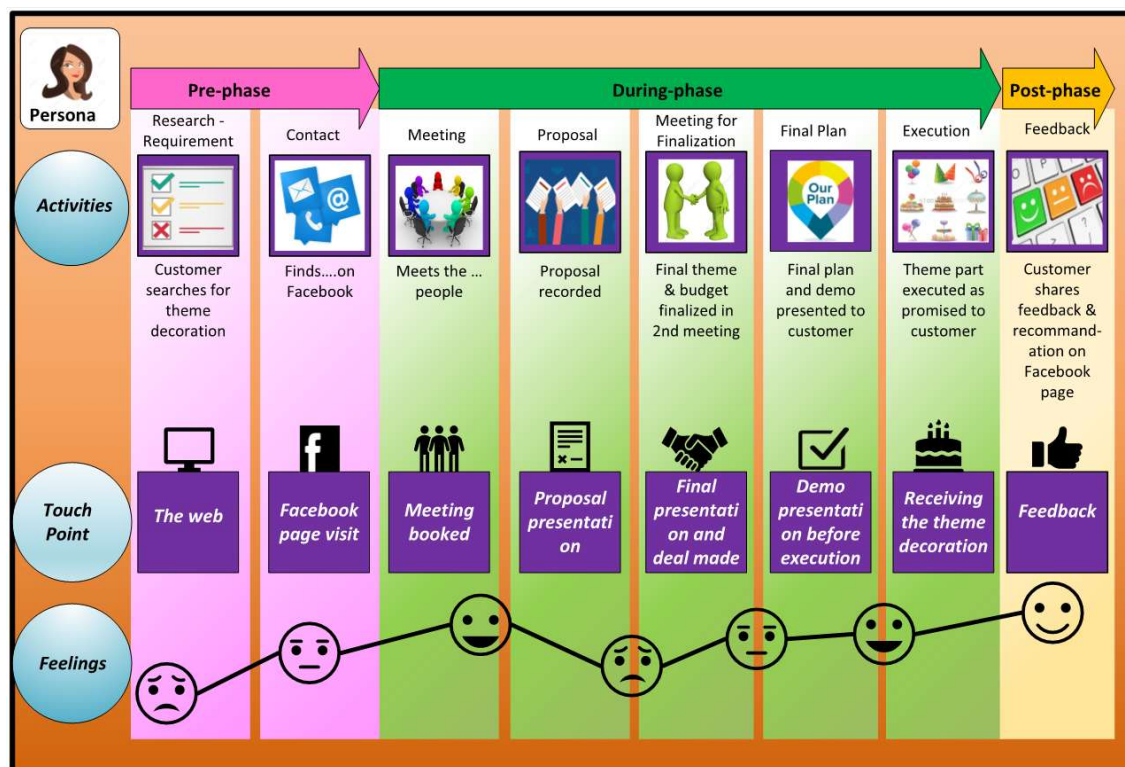 Persona
Pre-phase
During-phase
Post-phase
Research -
Requirement
Contact
Meeting
Proposal
Meeting for
Finalization
Final Plan
Execution
Feedback
Activities
Our
Plan
Customer
searches for
theme
decoration
Finds....on
Facebook
Meets the ...
people
Proposal
recorded
Final theme
& budget
finalized in
2nd meeting
Final plan
and demo
presented to
customer
Theme part
executed as
promised to
customer
Customer
shares
feedback &
recommand-
ation on
Facebook
page
Touch
Point
The web
Facebook
page visit
Meeting
booked
Proposal
presentati
on
Final
presentati
on and
deal made
Demo
presentati
on before
execution
Receiving
the theme
decoration
Feedback
Feelings